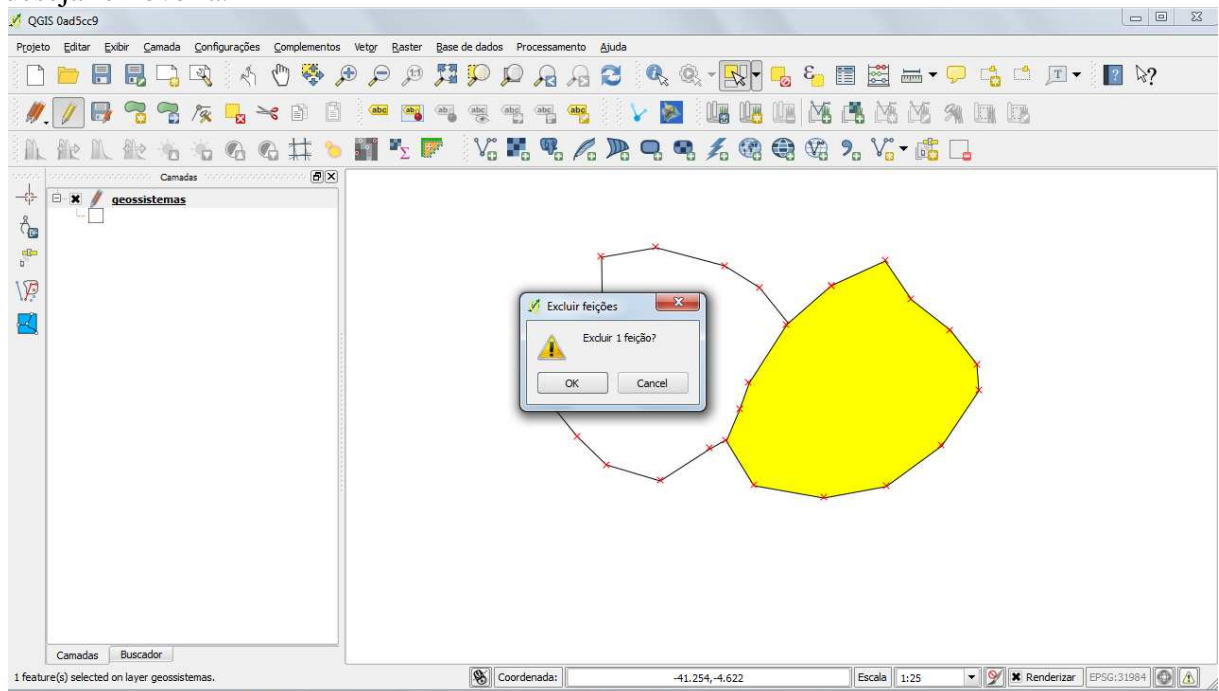 QGIS 0ad5cc9
Projeto Editar Exibir Camada Configurações Complementos Vetor Raster Base de dados Processamento Ajuda
Camadas
geossistemas
Excluir feições
Excluir 1 feição?
OK Cancel
Camadas Buscador
1 feature(s) selected on layer geossistemas.
Coordenada: -41.254,-4.622 Escala 1:25 Renderizar EPSG:31984